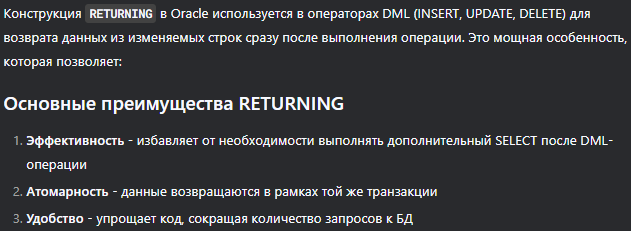 Конструкция RETURNING в Oracle используется в операторах DML (INSERT, UPDATE, DELETE) для
возврата данных из изменяемых строк сразу после выполнения операции. Это мощная особенность,
которая позволяет:
Основные преимущества RETURNING
1. Эффективность - избавляет от необходимости выполнять дополнительный SELECT после DML-
операции
2. Атомарность - данные возвращаются в рамках той же транзакции
3. Удобство - упрощает код, сокращая количество запросов к БД